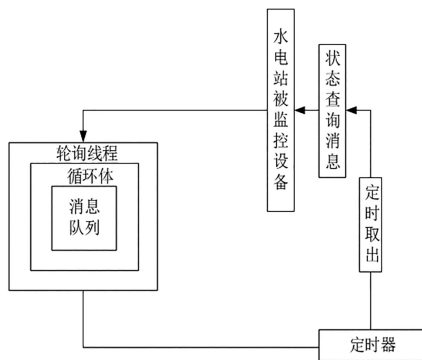 水电站被监控设备
状态查询消息
轮询线程
循环体
消息
队列
定时取出
定时器